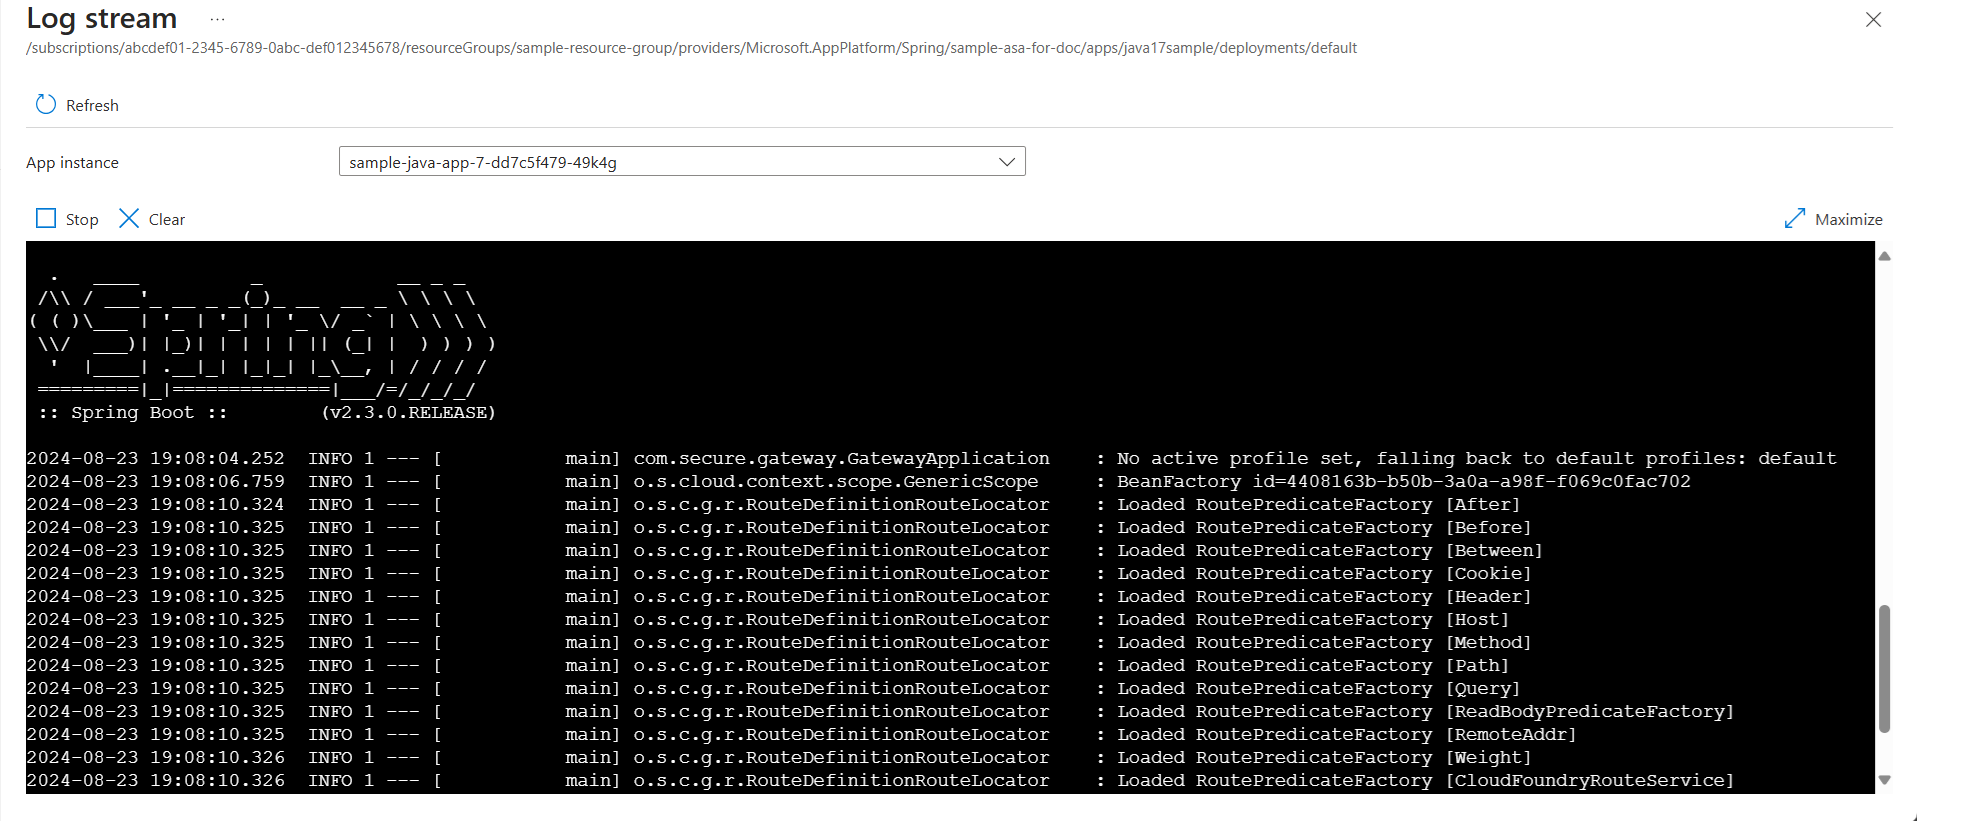 Log stream ...
/subscriptions/abcdef01-2345-6789-0abc-def012345678/resourceGroups/sample-resource-group/providers/Microsoft.AppPlatform/Spring/sample-asa-for-doc/apps/java17sample/deployments/default
Refresh
App instance sample-java-app-7-dd7c5f479-49k4g
Stop Clear Maximize
  .   ____          _            __ _ _
 /\\ / ___'_ __ _ _(_)_ __  __ _ \ \ \ \
( ( )\___ | '_ | '_| | '_ \/ _` | \ \ \ \
 \\/  ___)| |_)| | | | | || (_| |  ) ) ) )
  '  |____| .__|_| |_|_| |_\__, | / / / /
 =========|_|==============|___/=/_/_/_/
 :: Spring Boot ::        (v2.3.0.RELEASE)
2024-08-23 19:08:04.252  INFO 1 --- [           main] com.secure.gateway.GatewayApplication    : No active profile set, falling back to default profiles: default
2024-08-23 19:08:06.759  INFO 1 --- [           main] o.s.cloud.context.scope.GenericScope     : BeanFactory id=4408163b-b50b-3a0a-a98f-f069c0fac702
2024-08-23 19:08:10.324  INFO 1 --- [           main] o.s.c.g.r.RouteDefinitionRouteLocator    : Loaded RoutePredicateFactory [After]
2024-08-23 19:08:10.325  INFO 1 --- [           main] o.s.c.g.r.RouteDefinitionRouteLocator    : Loaded RoutePredicateFactory [Before]
2024-08-23 19:08:10.325  INFO 1 --- [           main] o.s.c.g.r.RouteDefinitionRouteLocator    : Loaded RoutePredicateFactory [Between]
2024-08-23 19:08:10.325  INFO 1 --- [           main] o.s.c.g.r.RouteDefinitionRouteLocator    : Loaded RoutePredicateFactory [Cookie]
2024-08-23 19:08:10.325  INFO 1 --- [           main] o.s.c.g.r.RouteDefinitionRouteLocator    : Loaded RoutePredicateFactory [Header]
2024-08-23 19:08:10.325  INFO 1 --- [           main] o.s.c.g.r.RouteDefinitionRouteLocator    : Loaded RoutePredicateFactory [Host]
2024-08-23 19:08:10.325  INFO 1 --- [           main] o.s.c.g.r.RouteDefinitionRouteLocator    : Loaded RoutePredicateFactory [Method]
2024-08-23 19:08:10.325  INFO 1 --- [           main] o.s.c.g.r.RouteDefinitionRouteLocator    : Loaded RoutePredicateFactory [Path]
2024-08-23 19:08:10.325  INFO 1 --- [           main] o.s.c.g.r.RouteDefinitionRouteLocator    : Loaded RoutePredicateFactory [Query]
2024-08-23 19:08:10.325  INFO 1 --- [           main] o.s.c.g.r.RouteDefinitionRouteLocator    : Loaded RoutePredicateFactory [ReadBodyPredicateFactory]
2024-08-23 19:08:10.325  INFO 1 --- [           main] o.s.c.g.r.RouteDefinitionRouteLocator    : Loaded RoutePredicateFactory [RemoteAddr]
2024-08-23 19:08:10.326  INFO 1 --- [           main] o.s.c.g.r.RouteDefinitionRouteLocator    : Loaded RoutePredicateFactory [Weight]
2024-08-23 19:08:10.326  INFO 1 --- [           main] o.s.c.g.r.RouteDefinitionRouteLocator    : Loaded RoutePredicateFactory [CloudFoundryRouteService]